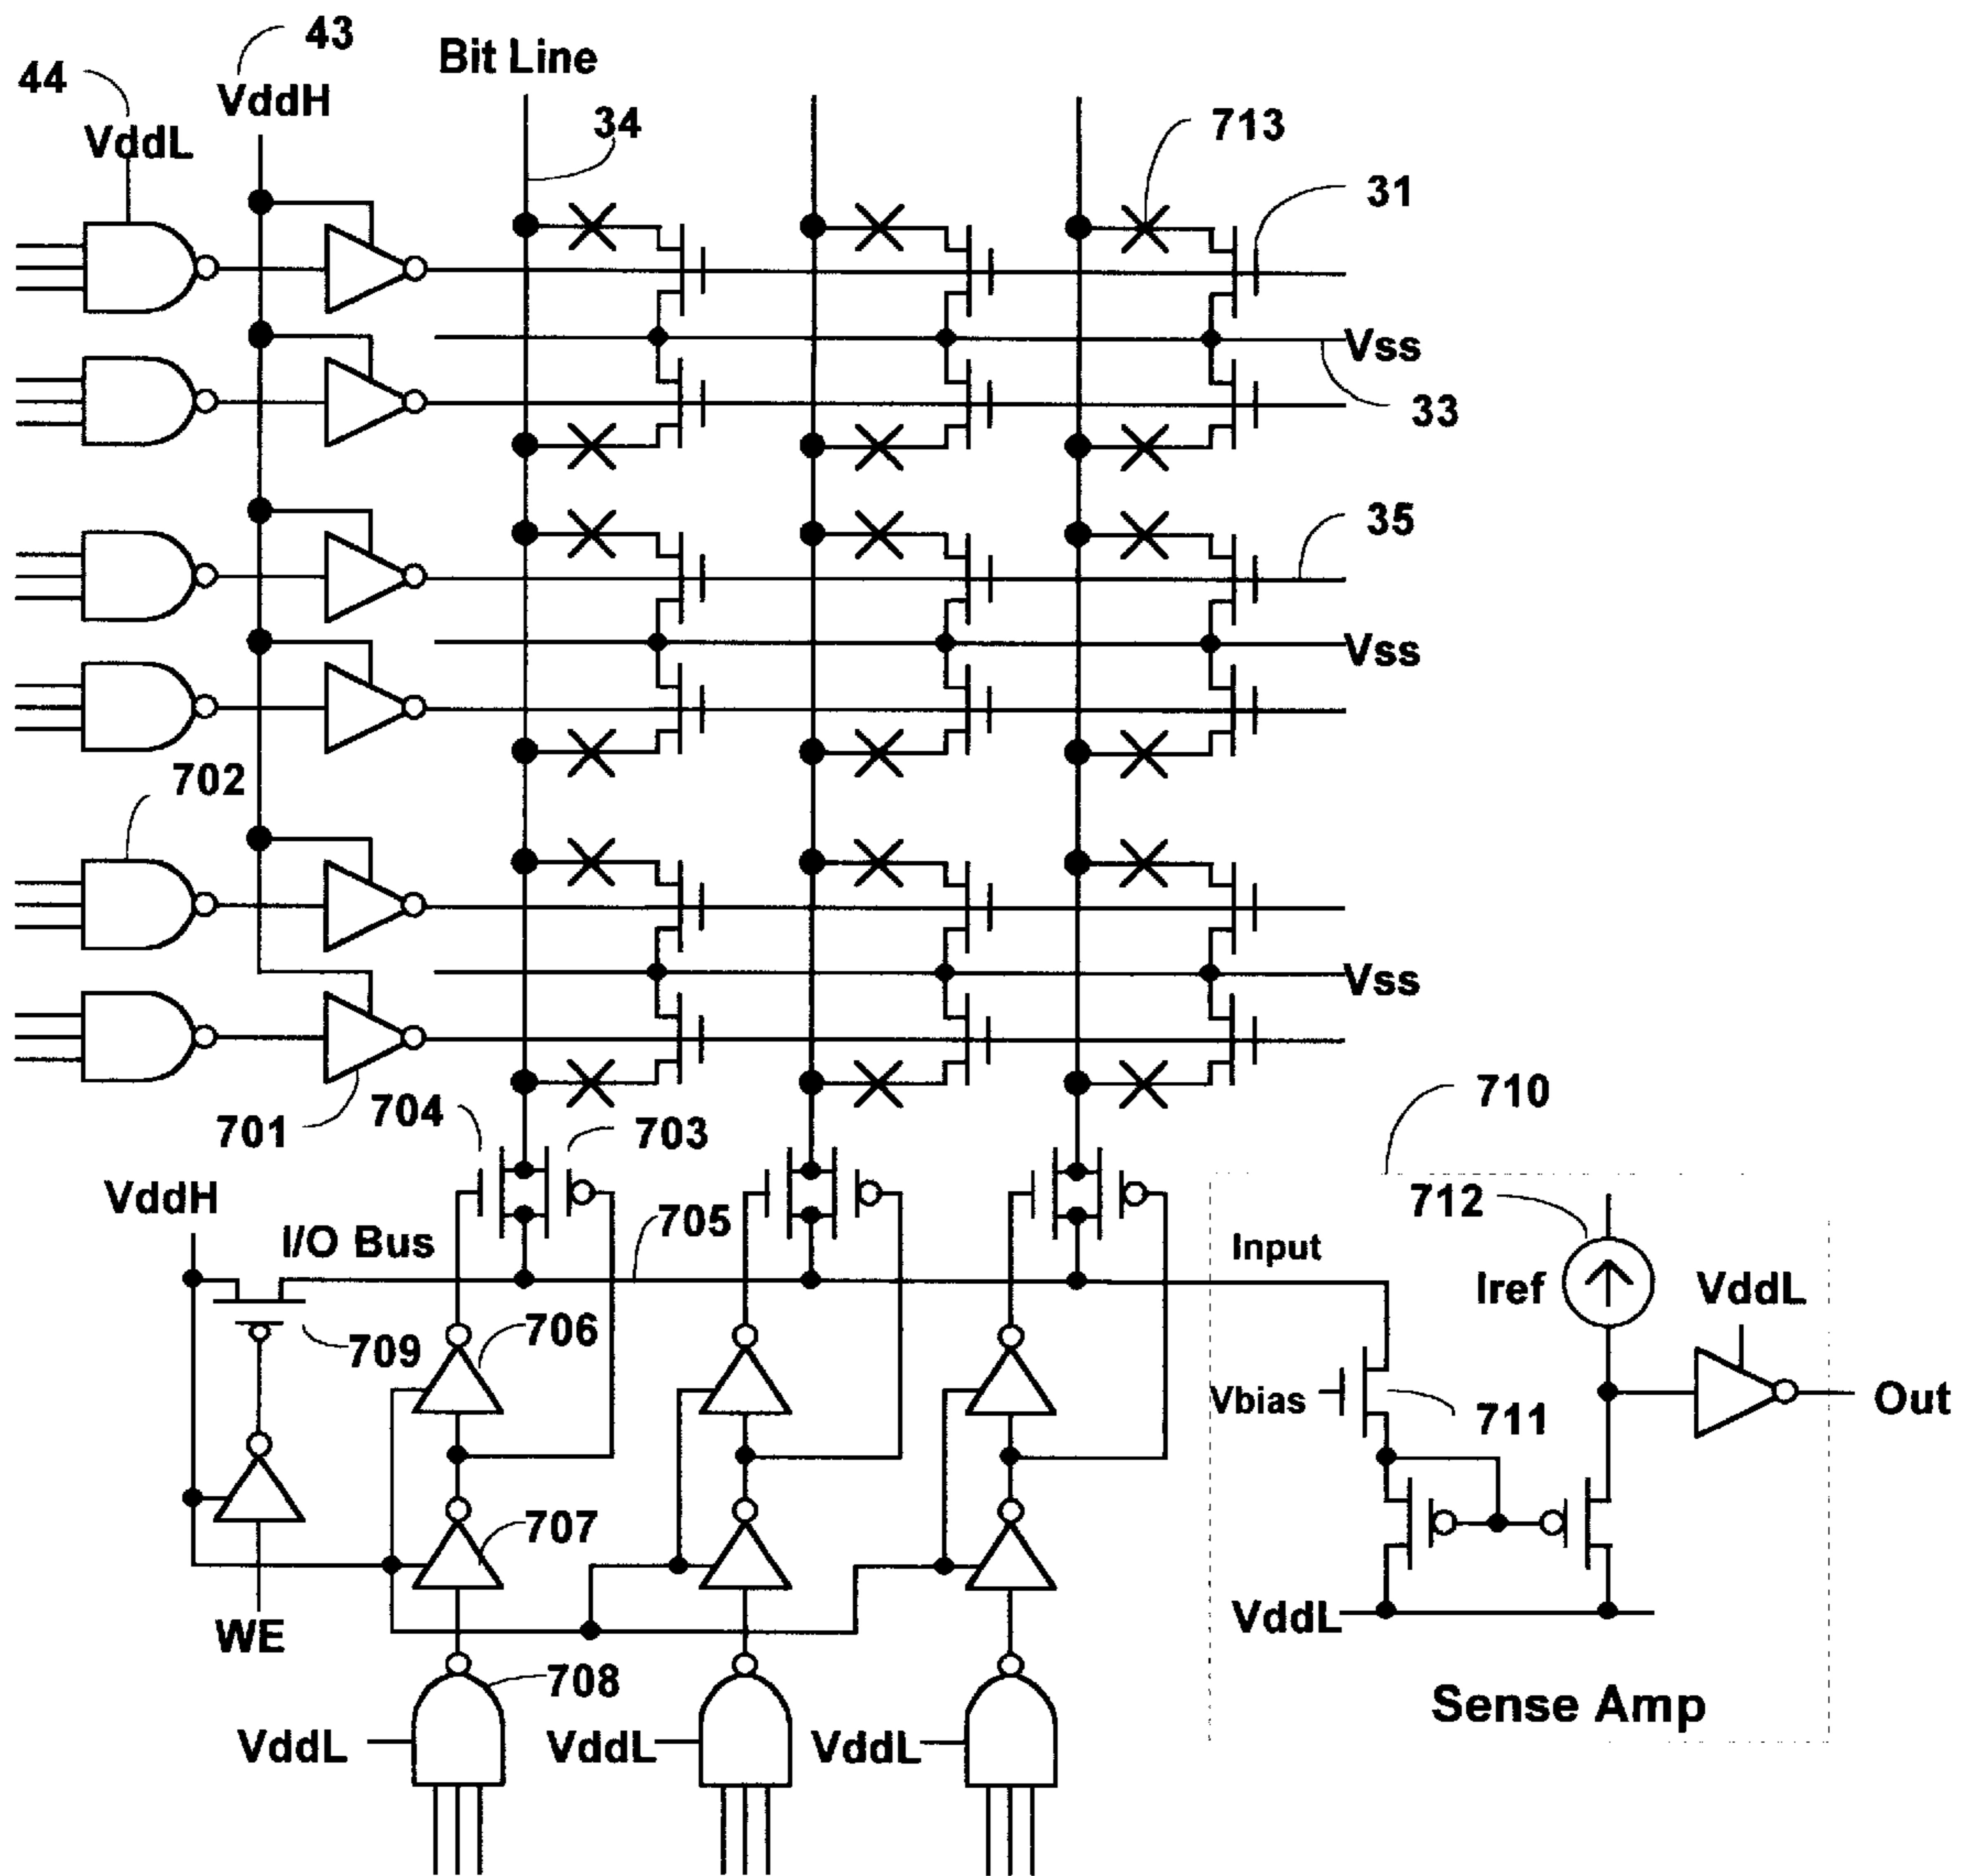 43
Bit Line
44
VddH
34
713
VddL
31
Vss
33
35
Vss
702
Vss
710
704
703
701
VddH
712
705
I/O Bus
Input
Iref
VddL
706
709
Vbias
Out
711
707
VddL
WE
708
Sense Amp
VddL
VddL
VddL